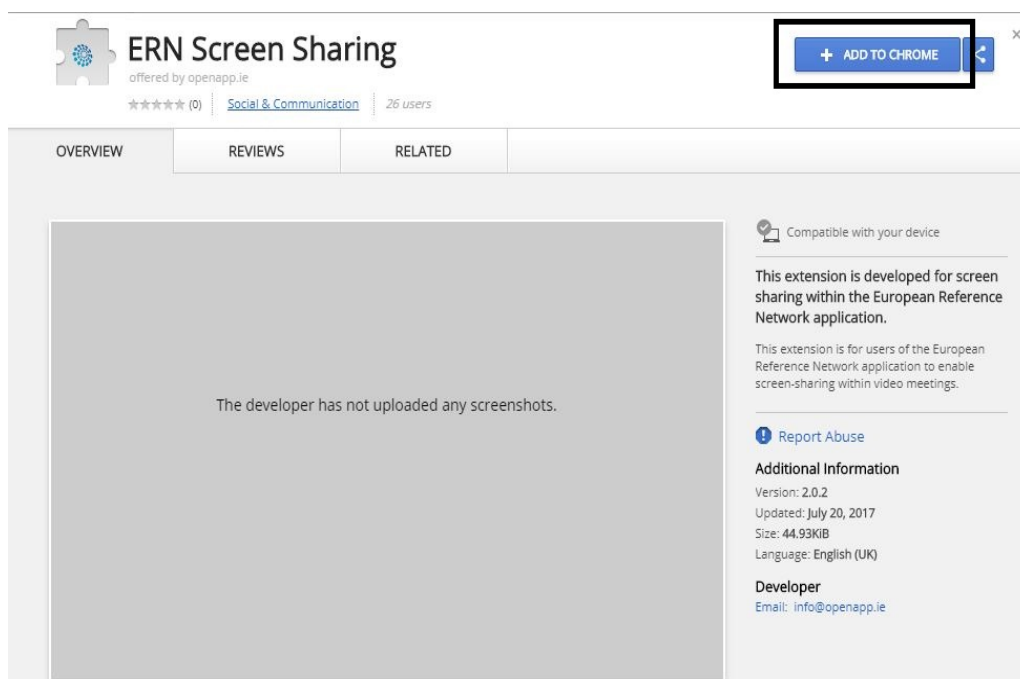 ERN Screen Sharing
offered by openapp.ie
(0) Social & Communication 26 users
+ ADD TO CHROME
OVERVIEW REVIEWS RELATED
The developer has not uploaded any screenshots.
Compatible with your device
This extension is developed for screen
sharing within the European Reference
Network application.
This extension is for users of the European
Reference Network application to enable
screen-sharing within video meetings.
Report Abuse
Additional Information
Version: 2.0.2
Updated: July 20, 2017
Size: 44.93KiB
Language: English (UK)
Developer
Email: info@openapp.ie